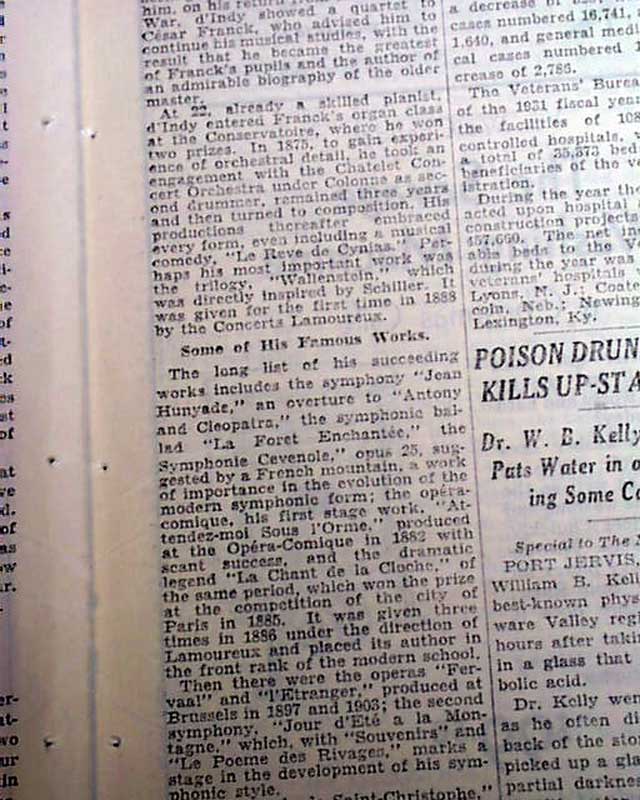 him, on his return from
War, d'Indy showed a quartet to
César Franck, who advised him to
continue his musical studies, with the
result that he became the greatest
of Franck's pupils and the author of
an admirable biography of the older
master.
At 22, already a skilled pianist,
d'Indy entered Franck's organ class
at the Conservatoire, where he won
two prizes. In 1875, to gain experi-
ence of orchestral detail, he took an
engagement with the Chatelet Con-
cert Orchestra under Colonne as sec-
ond drummer, remained three years
and then turned to composition. His
productions thereafter embraced
every form, even including a musical
comedy, "Le Reve de Cynias." Per-
haps his most important work was
the trilogy, "Wallenstein," which
was directly inspired by Schiller. It
was given for the first time in 1888
by the Concerts Lamoureux.
Some of His Famous Works.
The long list of his succeeding
works includes the symphony "Jean
Hunyade," an overture to "Antony
and Cleopatra," the symphonic bal-
lad "La Foret Enchantée," the
Symphonie Cevenole," opus 25, sug-
gested by a French mountain, a work
of importance in the evolution of the
modern symphonic form; the opéra-
comique, his first stage work, "At-
tendez-moi Sous l'Orme," produced
at the Opéra-Comique in 1882 with
scant success, and the dramatic
legend "La Chant de la Cloche," of
the same period, which won the prize
at the competition of the city of
Paris in 1885. It was given three
times in 1886 under the direction of
Lamoureux and placed its author in
the front rank of the modern school.
Then there were the operas "Fer-
vaal" and "l'Etranger," produced at
Brussels in 1897 and 1903; the second
symphony, "Jour d'Eté a la Mon-
tagne," which, with "Souvenirs" and
"Le Poeme des Rivages," marks a
stage in the development of his sym-
phonic style.
de Saint-Christophe,"
a decrease of
cases numbered 16,741,
1,640, and general medi
cal cases numbered 1
crease of 2,786.
The Veterans' Burea
of the 1931 fiscal year
the facilities of 108
controlled hospitals,
a total of 35,373 beds
beneficiaries of the v
istration.
During the year the
acted upon hospital
construction projects
457,660. The net in
able beds to the V
during the year was
veterans' hospitals
Lyons, N. J.; Coate
coln, Neb.; Newing
Lexington, Ky.
POISON DRUN
KILLS UP-STA
Dr. W. B. Kelly
Puts Water in a
ing Some Co
Special to The
PORT JERVIS,
William B. Kell
best-known phys
ware Valley regi
hours after taking
in a glass that
bolic acid.
Dr. Kelly wen
as he often di
back of the stor
picked up a gla
partial darkness